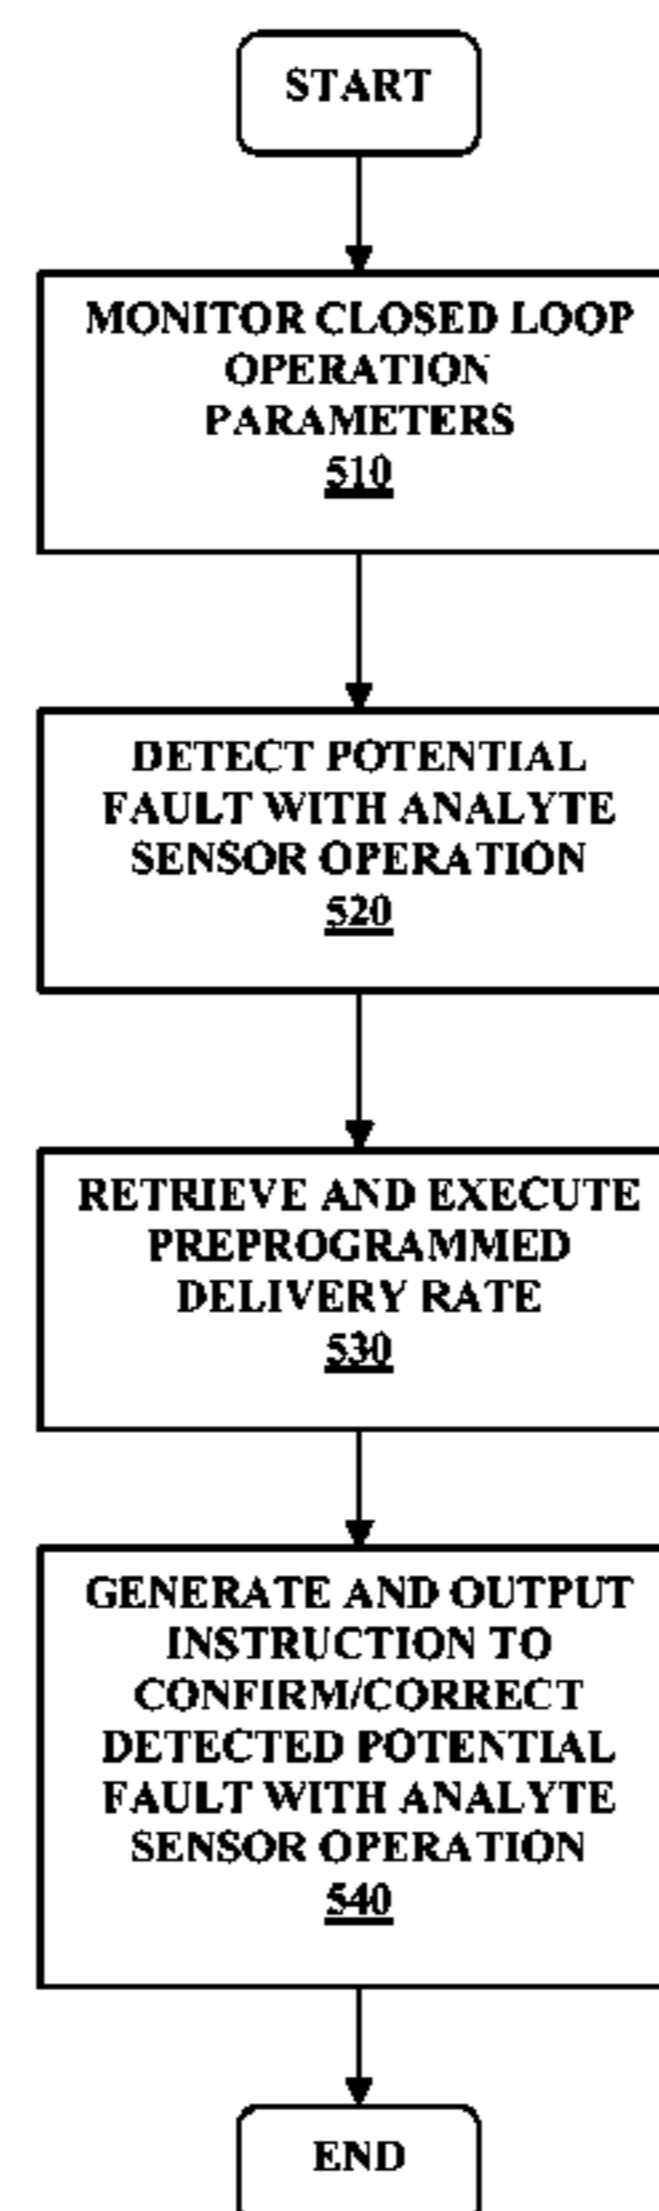 START
MONITOR CLOSED LOOP
OPERATION
PARAMETERS
510
DETECT POTENTIAL
FAULT WITH ANALYTE
SENSOR OPERATION
520
RETRIEVE AND EXECUTE
PREPROGRAMMED
DELIVERY RATE
530
GENERATE AND OUTPUT
INSTRUCTION TO
CONFIRM/CORRECT
DETECTED POTENTIAL
FAULT WITH ANALYTE
SENSOR OPERATION
540
END